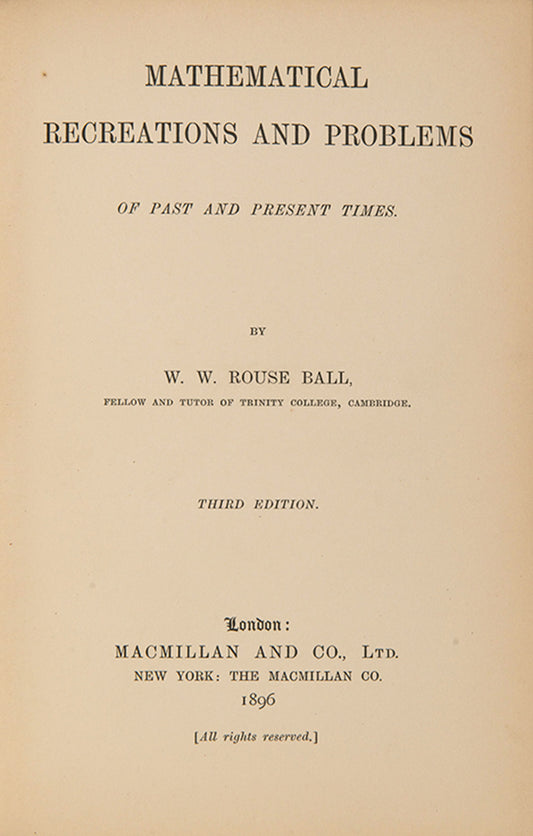 MATHEMATICAL
RECREATIONS AND PROBLEMS
OF PAST AND PRESENT TIMES.
BY
W. W. ROUSE BALL,
FELLOW AND TUTOR OF TRINITY COLLEGE, CAMBRIDGE.
THIRD EDITION.
London:
MACMILLAN AND CO., LTD.
NEW YORK: THE MACMILLAN CO.
1896
[All rights reserved.]